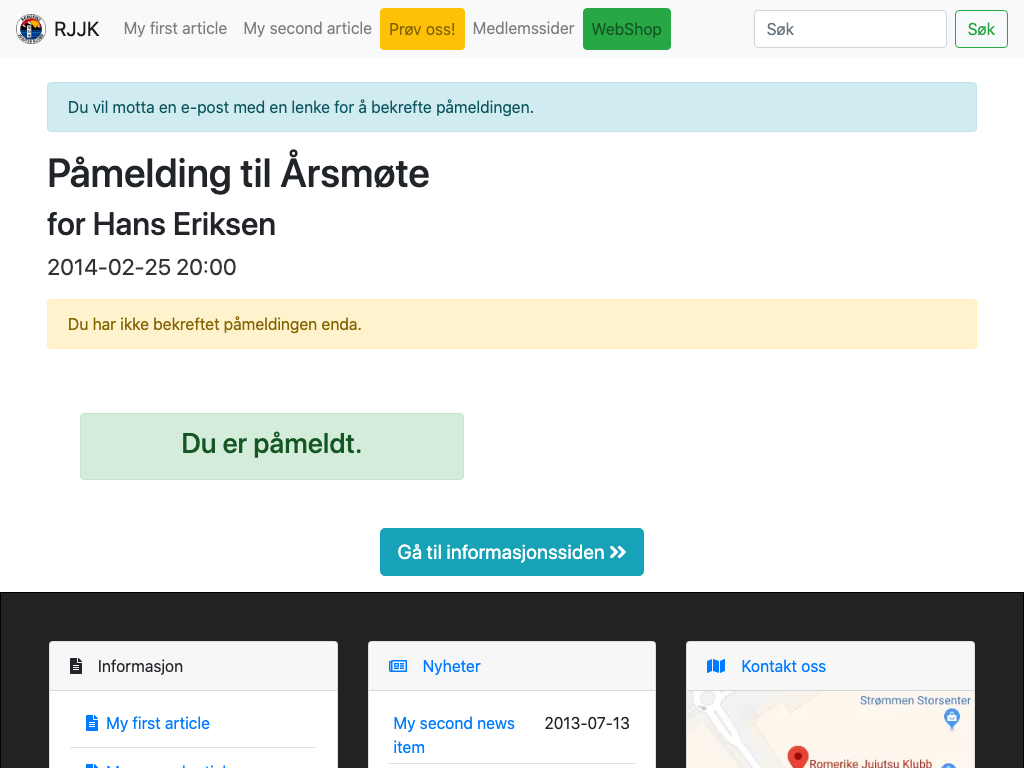 RJJK My first article My second article Prøv oss! Medlemssider WebShop Søk Søk
Du vil motta en e-post med en lenke for å bekrefte påmeldingen.
Påmelding til Årsmøte
for Hans Eriksen
2014-02-25 20:00
Du har ikke bekreftet påmeldingen enda.
Du er påmeldt.
Gå til informasjonssiden
Informasjon
My first article
Nyheter
My second news 2013-07-13
item
Kontakt oss
Strømmen Storsenter
Romerike Jujutsu Klubb